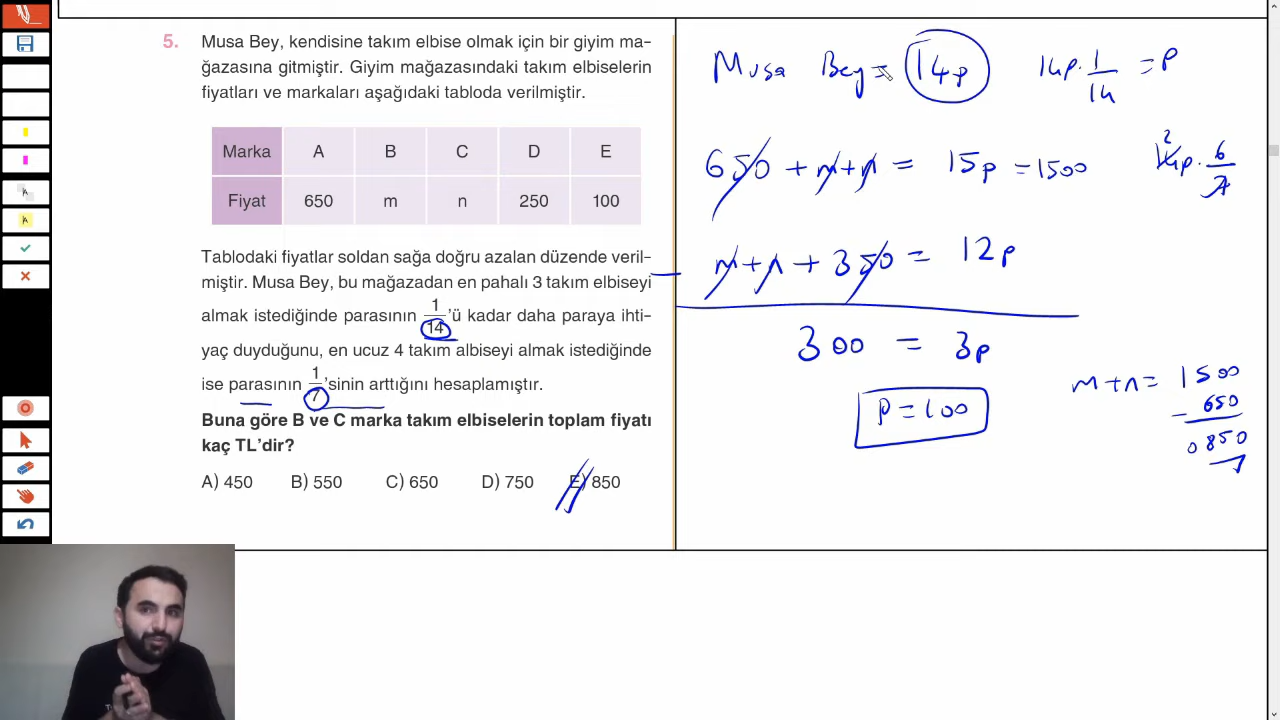 5. Musa Bey, kendisine takım elbise olmak için bir giyim ma-
ğazasına gitmiştir. Giyim mağazasındaki takım elbiselerin
fiyatları ve markaları aşağıdaki tabloda verilmiştir.
Marka A B C D E
Fiyat 650 m n 250 100
Tablodaki fiyatlar soldan sağa doğru azalan düzende veril-
miştir. Musa Bey, bu mağazadan en pahalı 3 takım elbiseyi
almak istediğinde parasının 1/14'ü kadar daha paraya ihti-
yaç duyduğunu, en ucuz 4 takım albiseyi almak istediğinde
ise parasının 1/7'sinin arttığını hesaplamıştır.
Buna göre B ve C marka takım elbiselerin toplam fiyatı
kaç TL'dir?
A) 450 B) 550 C) 650 D) 750 E) 850
Musa Bey = 14p 14p · 1/14 = p
650 + m + n = 15p = 1500
14p · 6/7 2
m + n + 350 = 12p
300 = 3p
p = 100
m + n = 1500
- 650
0850